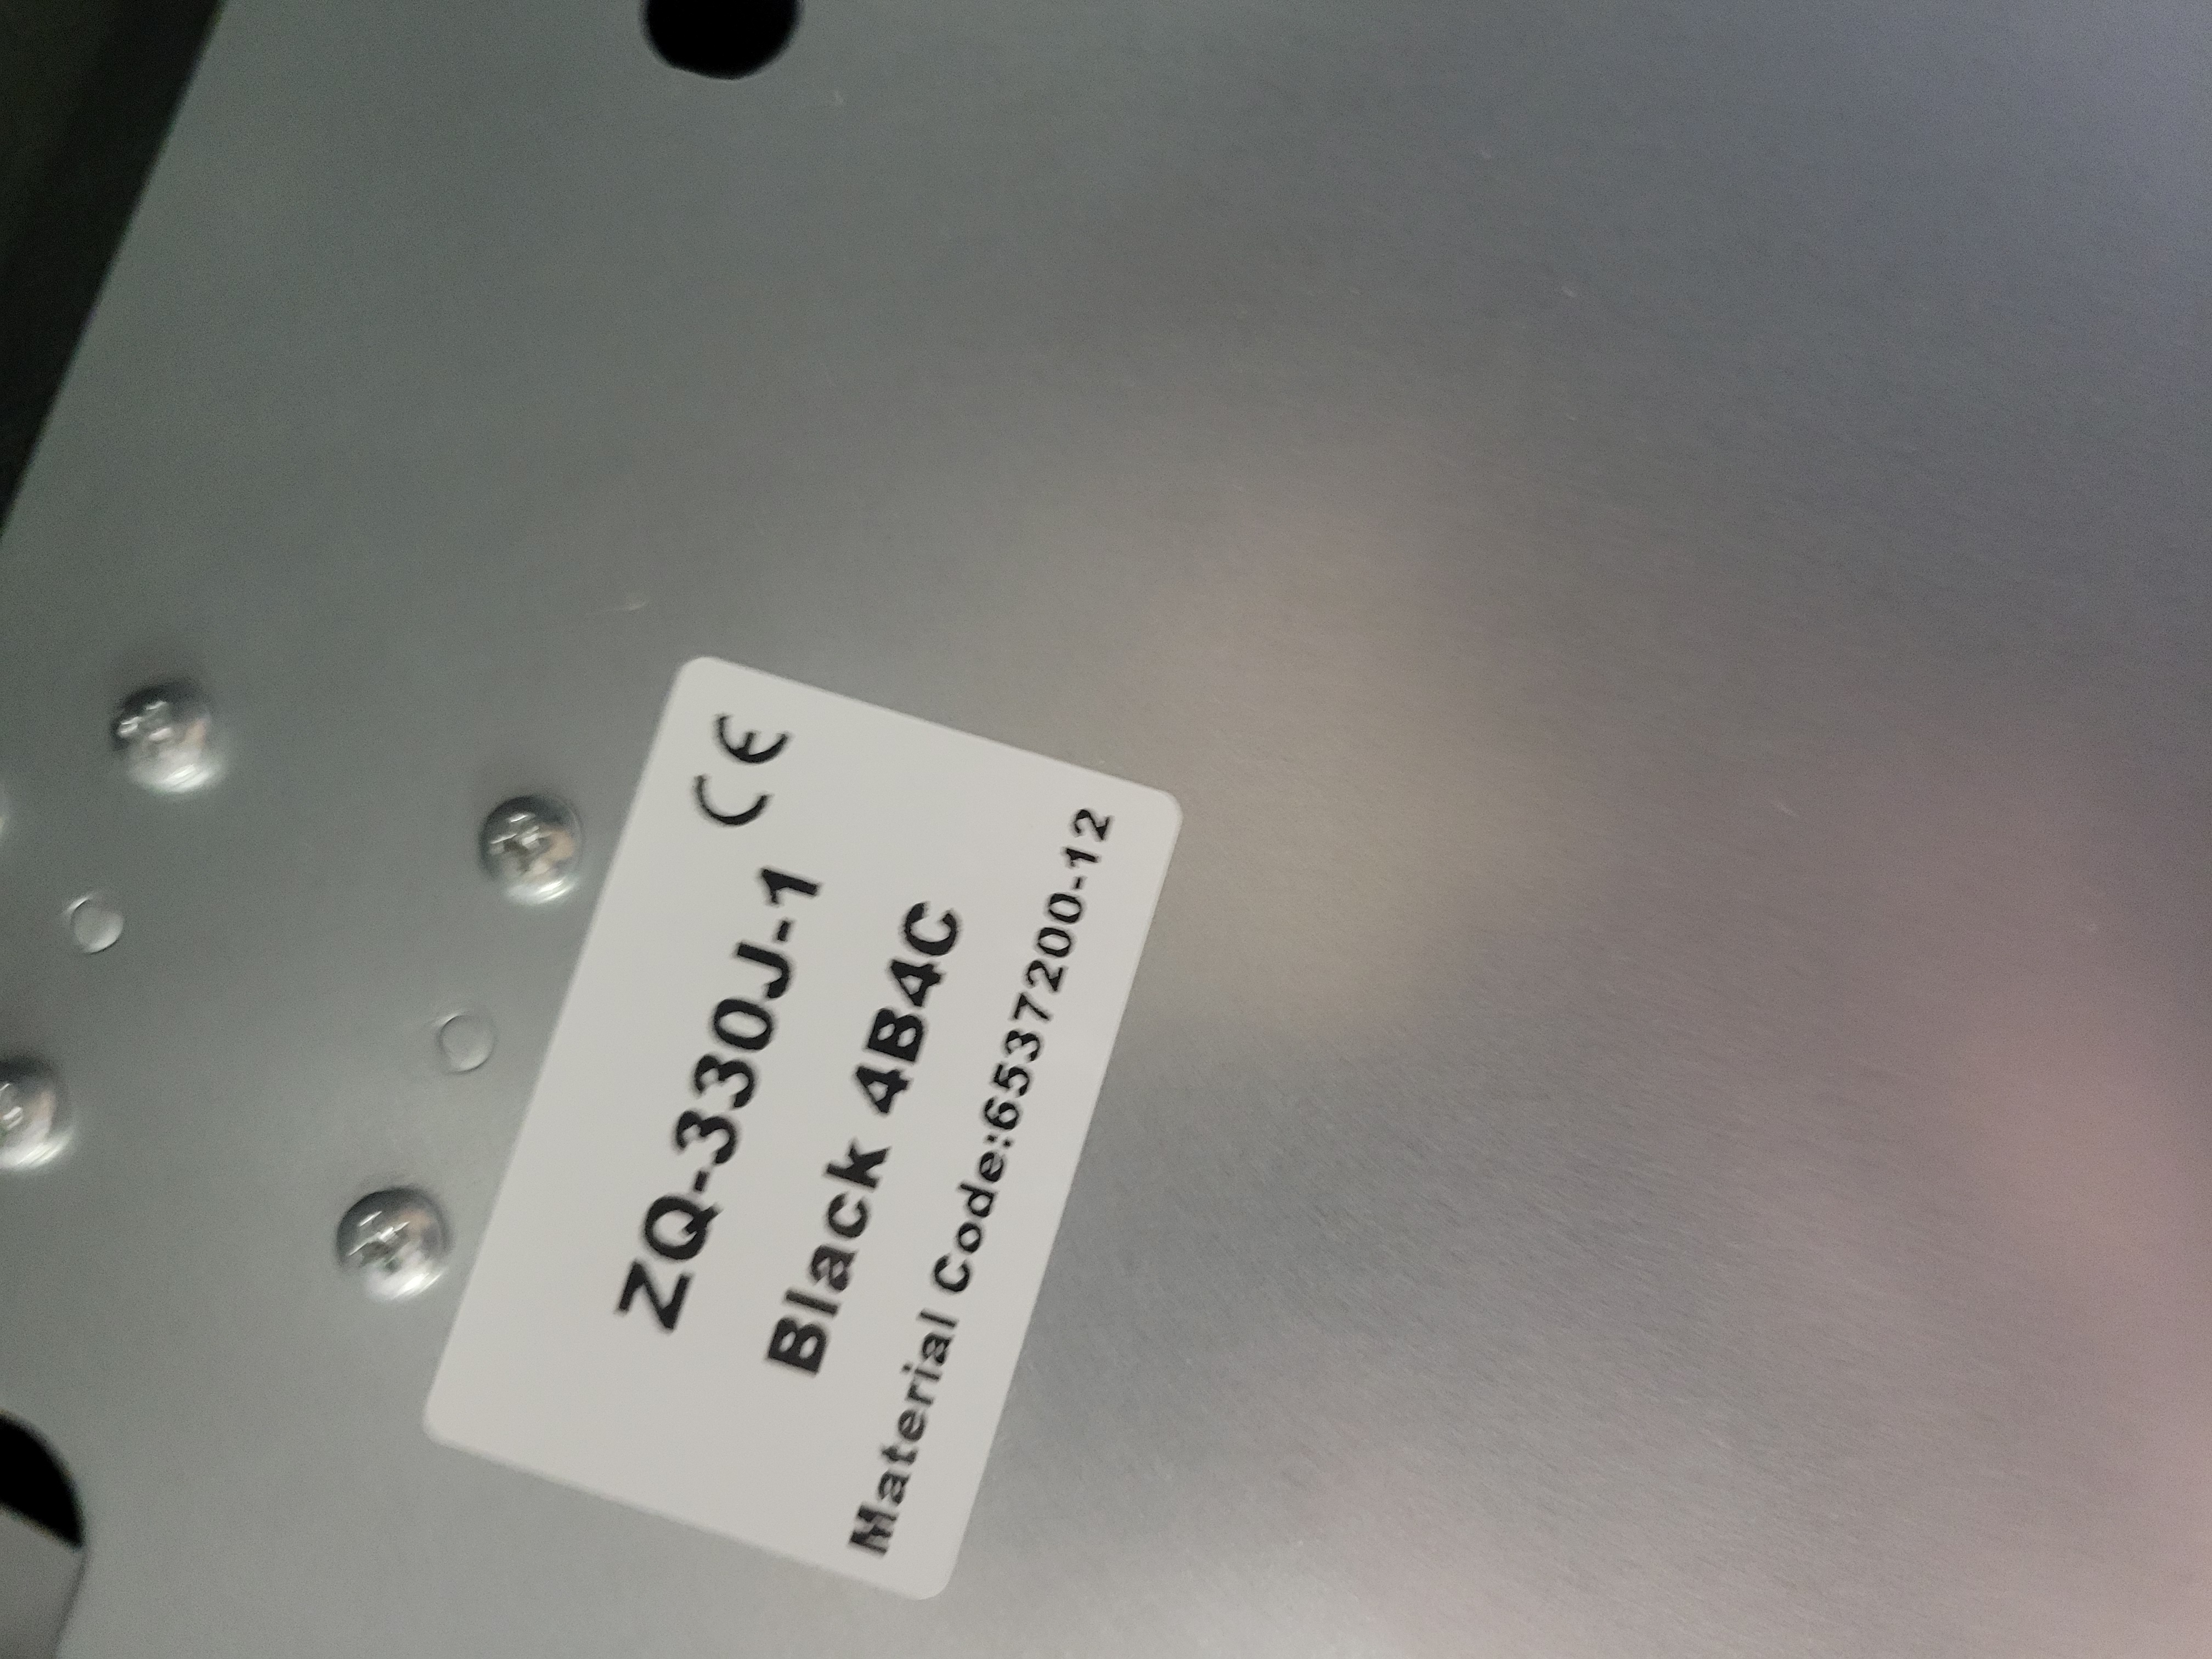 CE
ZQ-330J-1
Black 4B4C
Material Code:6537200-12